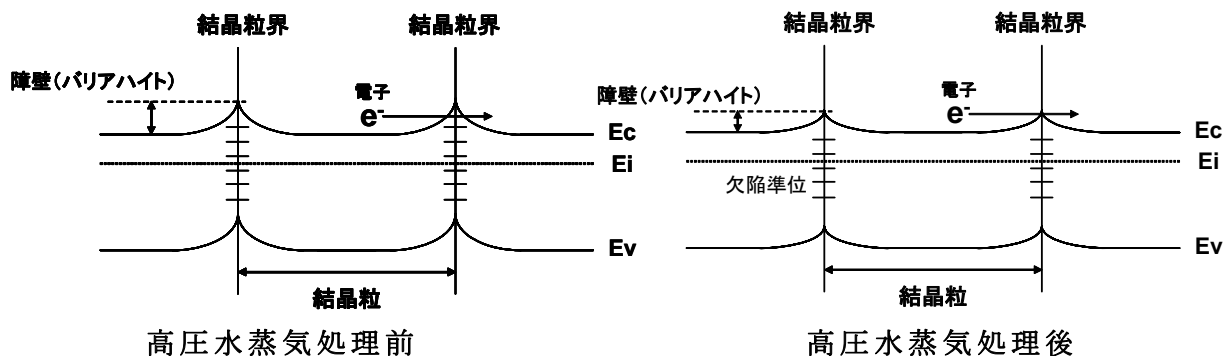 結晶粒界 結晶粒界
障壁(バリアハイト)
電子
e-
Ec
Ei
Ev
結晶粒
高圧水蒸気処理前
結晶粒界 結晶粒界
障壁(バリアハイト)
電子
e-
Ec
Ei
欠陥準位
Ev
結晶粒
高圧水蒸気処理後